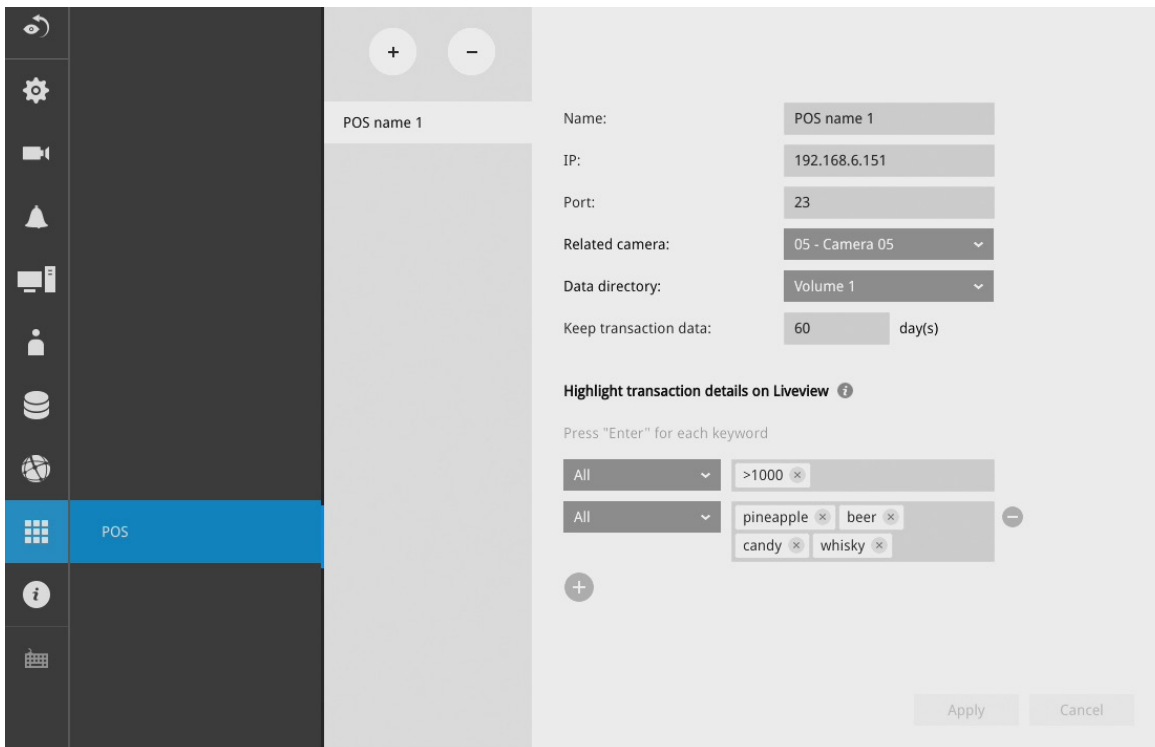 + −
POS name 1
POS
Name: POS name 1
IP: 192.168.6.151
Port: 23
Related camera: 05 - Camera 05
Data directory: Volume 1
Keep transaction data: 60 day(s)
Highlight transaction details on Liveview i
Press "Enter" for each keyword
All >1000 ×
All pineapple × beer ×
candy × whisky ×
Apply Cancel